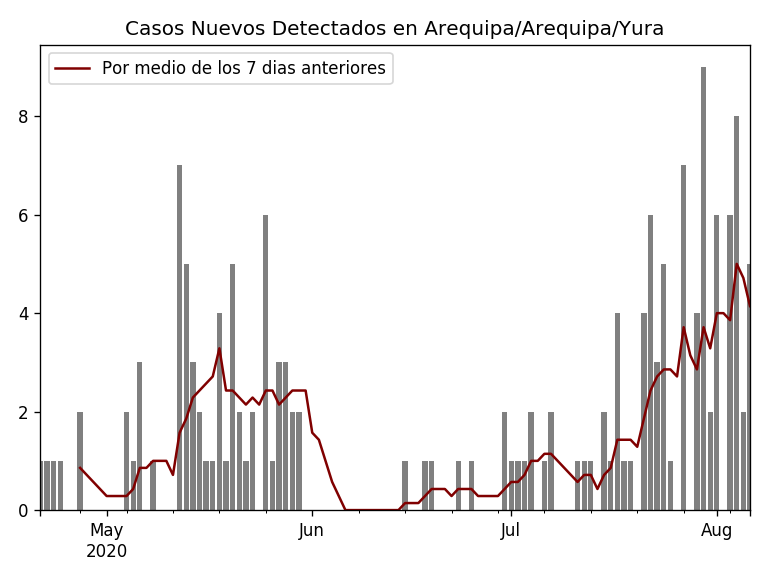 Casos Nuevos Detectados en Arequipa/Arequipa/Yura
Por medio de los 7 dias anteriores
8
6
4
2
0
May
2020
Jun
Jul
Aug